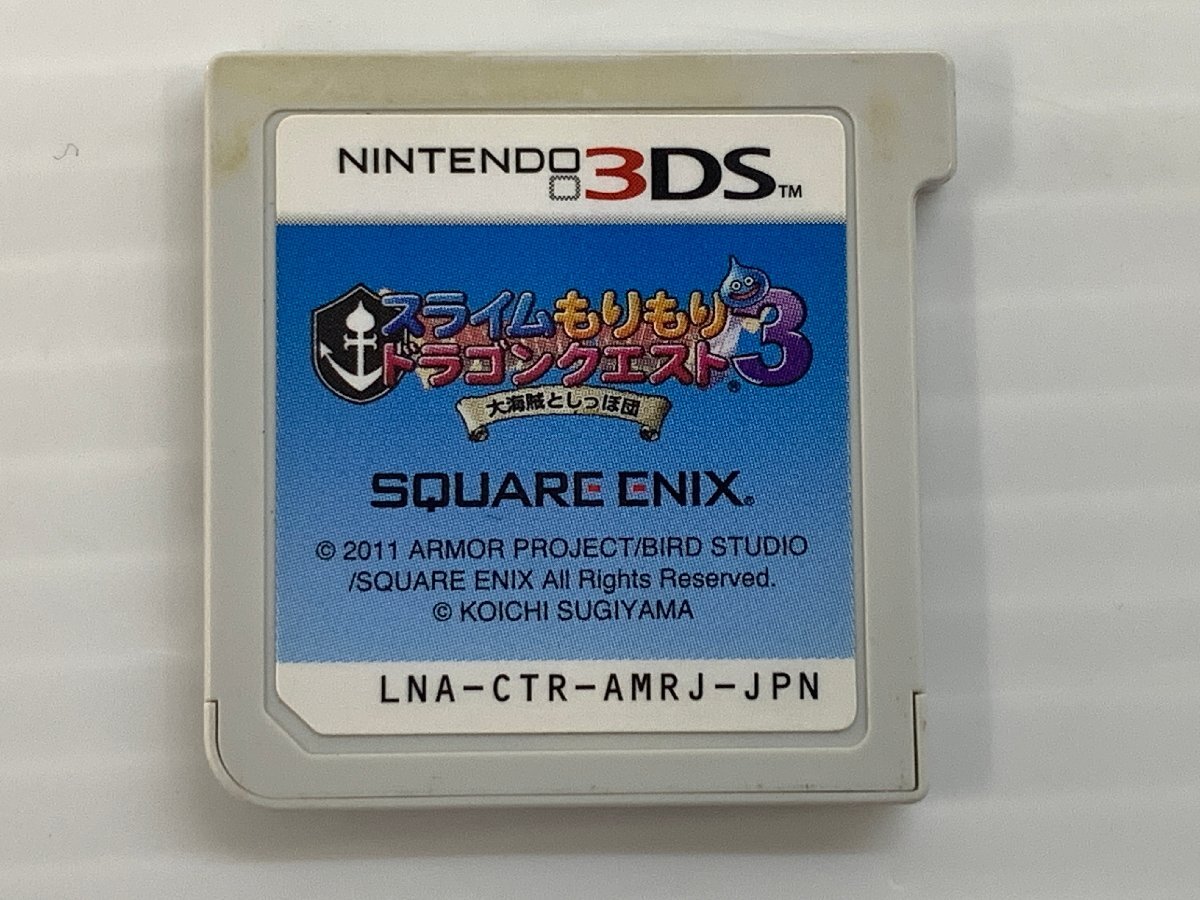 NINTENDO3DS™
スライムもりもり
ドラゴンクエスト®3
大海賊としっぽ団
SQUARE ENIX®
© 2011 ARMOR PROJECT/BIRD STUDIO
/SQUARE ENIX All Rights Reserved.
© KOICHI SUGIYAMA
LNA-CTR-AMRJ-JPN